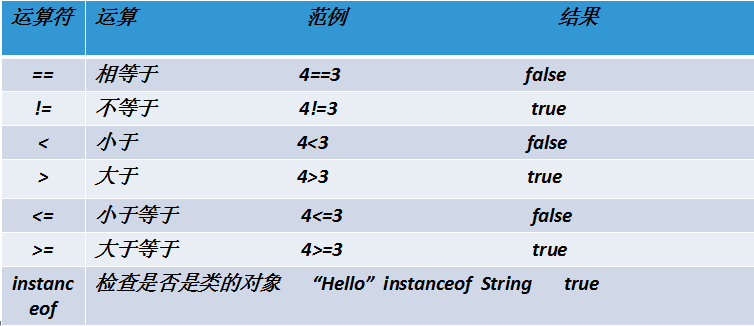 运算符 运算 范例 结果
== 相等于 4==3 false
!= 不等于 4!=3 true
< 小于 4<3 false
> 大于 4>3 true
<= 小于等于 4<=3 false
>= 大于等于 4>=3 true
instanc
eof 检查是否是类的对象 “Hello” instanceof String true